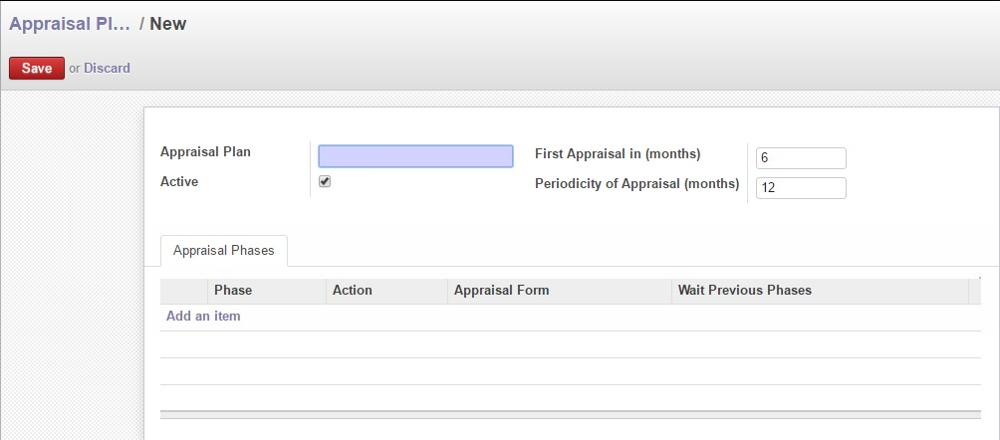 Appraisal Pl... / New
Save or Discard
Appraisal Plan
Active
First Appraisal in (months) 6
Periodicity of Appraisal (months) 12
Appraisal Phases
Phase Action Appraisal Form Wait Previous Phases
Add an item